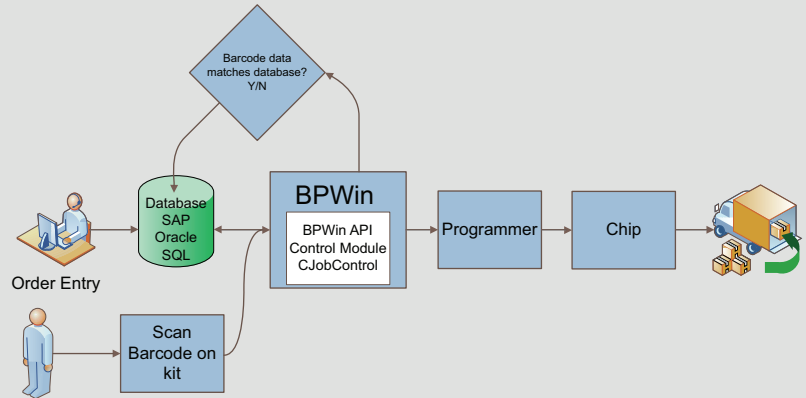 Barcode data
matches database?
Y/N
Database
SAP
Oracle
SQL
BPWin
BPWin API
Control Module
CJobControl
Programmer
Chip
Order Entry
Scan
Barcode on
kit